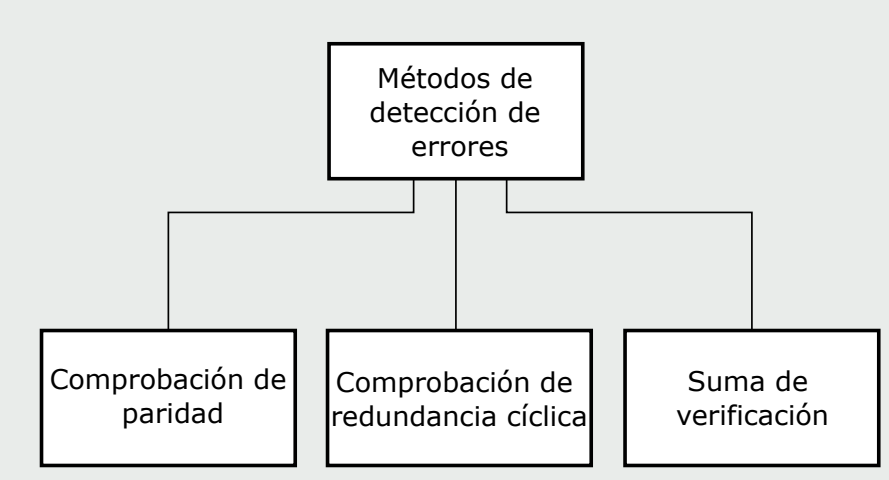 Métodos de
detección de
errores
Comprobación de
paridad
Comprobación de
redundancia cíclica
Suma de
verificación